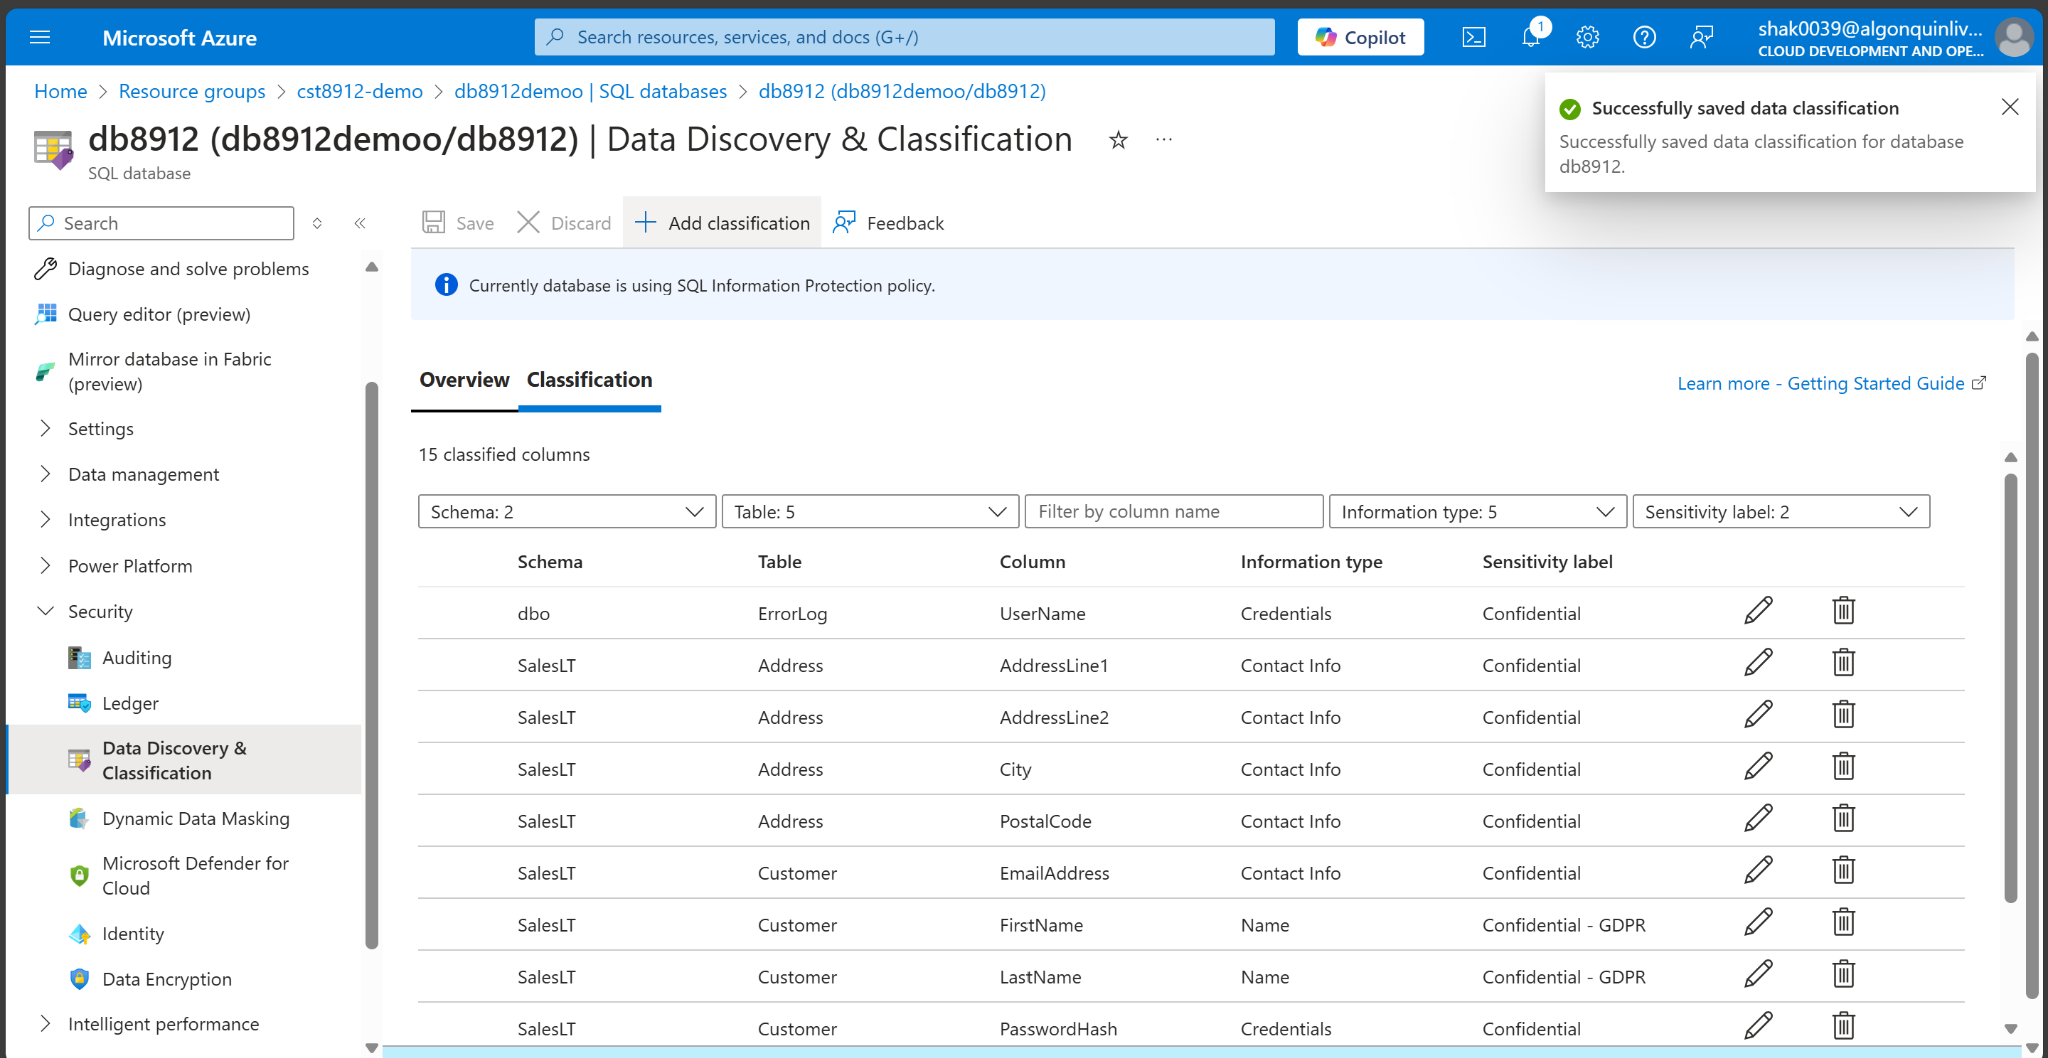 Microsoft Azure
Search resources, services, and docs (G+/)
Copilot
1
shak0039@algonquinliv...
CLOUD DEVELOPMENT AND OPE...
Home > Resource groups > cst8912-demo > db8912demoo | SQL databases > db8912 (db8912demoo/db8912)
db8912 (db8912demoo/db8912) | Data Discovery & Classification
SQL database
Successfully saved data classification
Successfully saved data classification for database
db8912.
Search
Save
Discard
Add classification
Feedback
Diagnose and solve problems
Query editor (preview)
Mirror database in Fabric
(preview)
Settings
Data management
Integrations
Power Platform
Security
Auditing
Ledger
Data Discovery &
Classification
Dynamic Data Masking
Microsoft Defender for
Cloud
Identity
Data Encryption
Intelligent performance
Currently database is using SQL Information Protection policy.
Overview Classification
Learn more - Getting Started Guide
15 classified columns
Schema: 2 Table: 5 Filter by column name Information type: 5 Sensitivity label: 2
Schema Table Column Information type Sensitivity label
dbo ErrorLog UserName Credentials Confidential
SalesLT Address AddressLine1 Contact Info Confidential
SalesLT Address AddressLine2 Contact Info Confidential
SalesLT Address City Contact Info Confidential
SalesLT Address PostalCode Contact Info Confidential
SalesLT Customer EmailAddress Contact Info Confidential
SalesLT Customer FirstName Name Confidential - GDPR
SalesLT Customer LastName Name Confidential - GDPR
SalesLT Customer PasswordHash Credentials Confidential